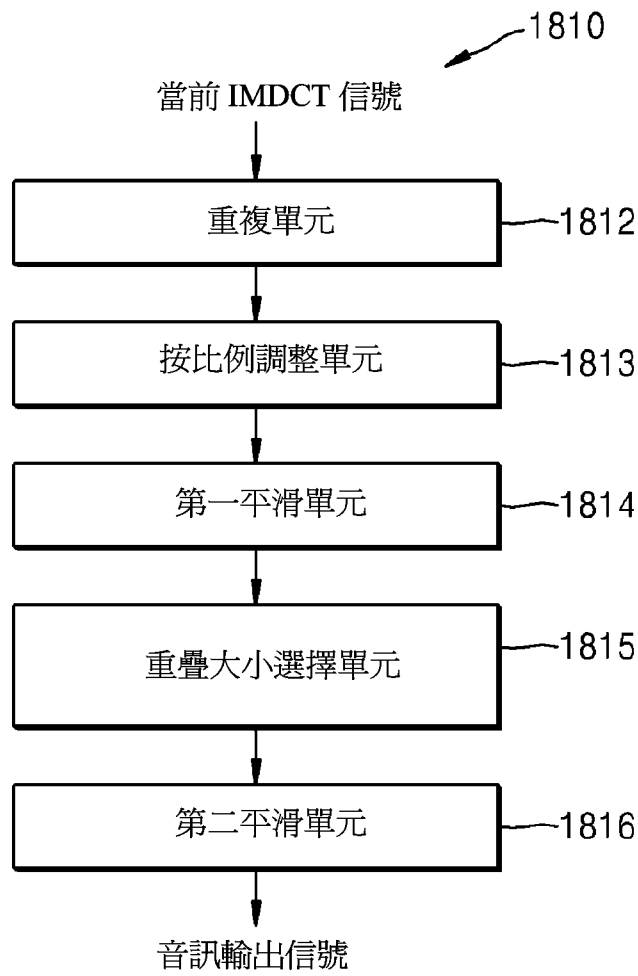 1810
當前 IMDCT 信號
重複單元
1812
按比例調整單元
1813
第一平滑單元
1814
重疊大小選擇單元
1815
第二平滑單元
1816
音訊輸出信號